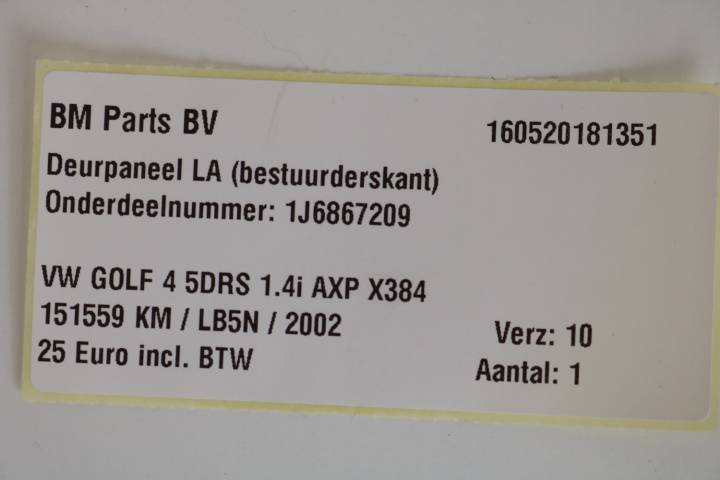 BM Parts BV 160520181351
Deurpaneel LA (bestuurderskant)
Onderdeelnummer: 1J6867209
VW GOLF 4 5DRS 1.4i AXP X384
151559 KM / LB5N / 2002 Verz: 10
25 Euro incl. BTW Aantal: 1